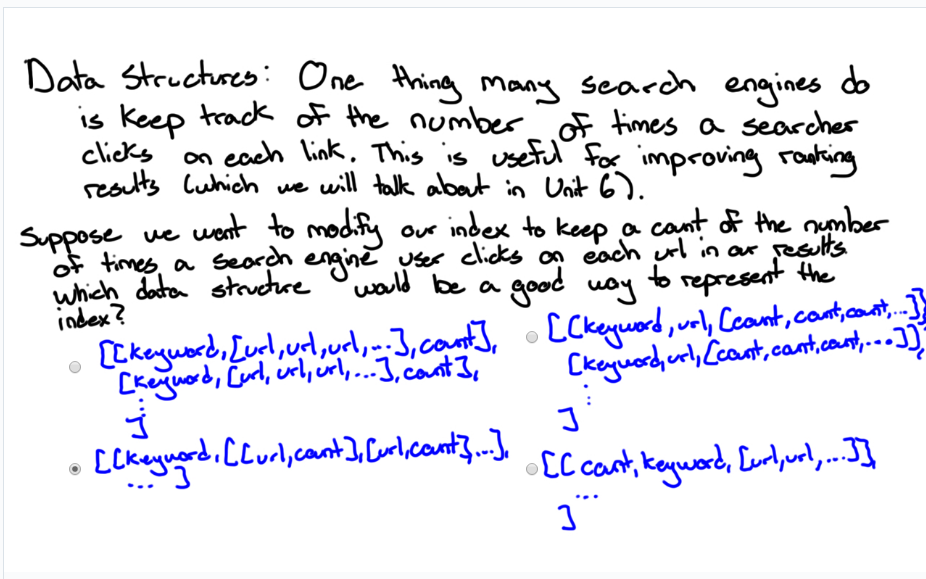 Data Structures: One thing many search engines do
is keep track of the number of times a searcher
clicks on each link. This is useful for improving ranking
results (which we will talk about in Unit 6).
Suppose we want to modify our index to keep a count of the number
of times a search engine user clicks on each url in our results.
Which data structure would be a good way to represent the
index?
[[keyword,[url,url,url,...],count],
[keyword,[url,url,url,...],count],
⋮
]
[[keyword,url,[count,count,count,...]],
[keyword,url,[count,count,count,...]],
⋮
]
[[keyword,[[url,count],[url,count],...],
... ]
[[count,keyword,[url,url,...]],
...
]